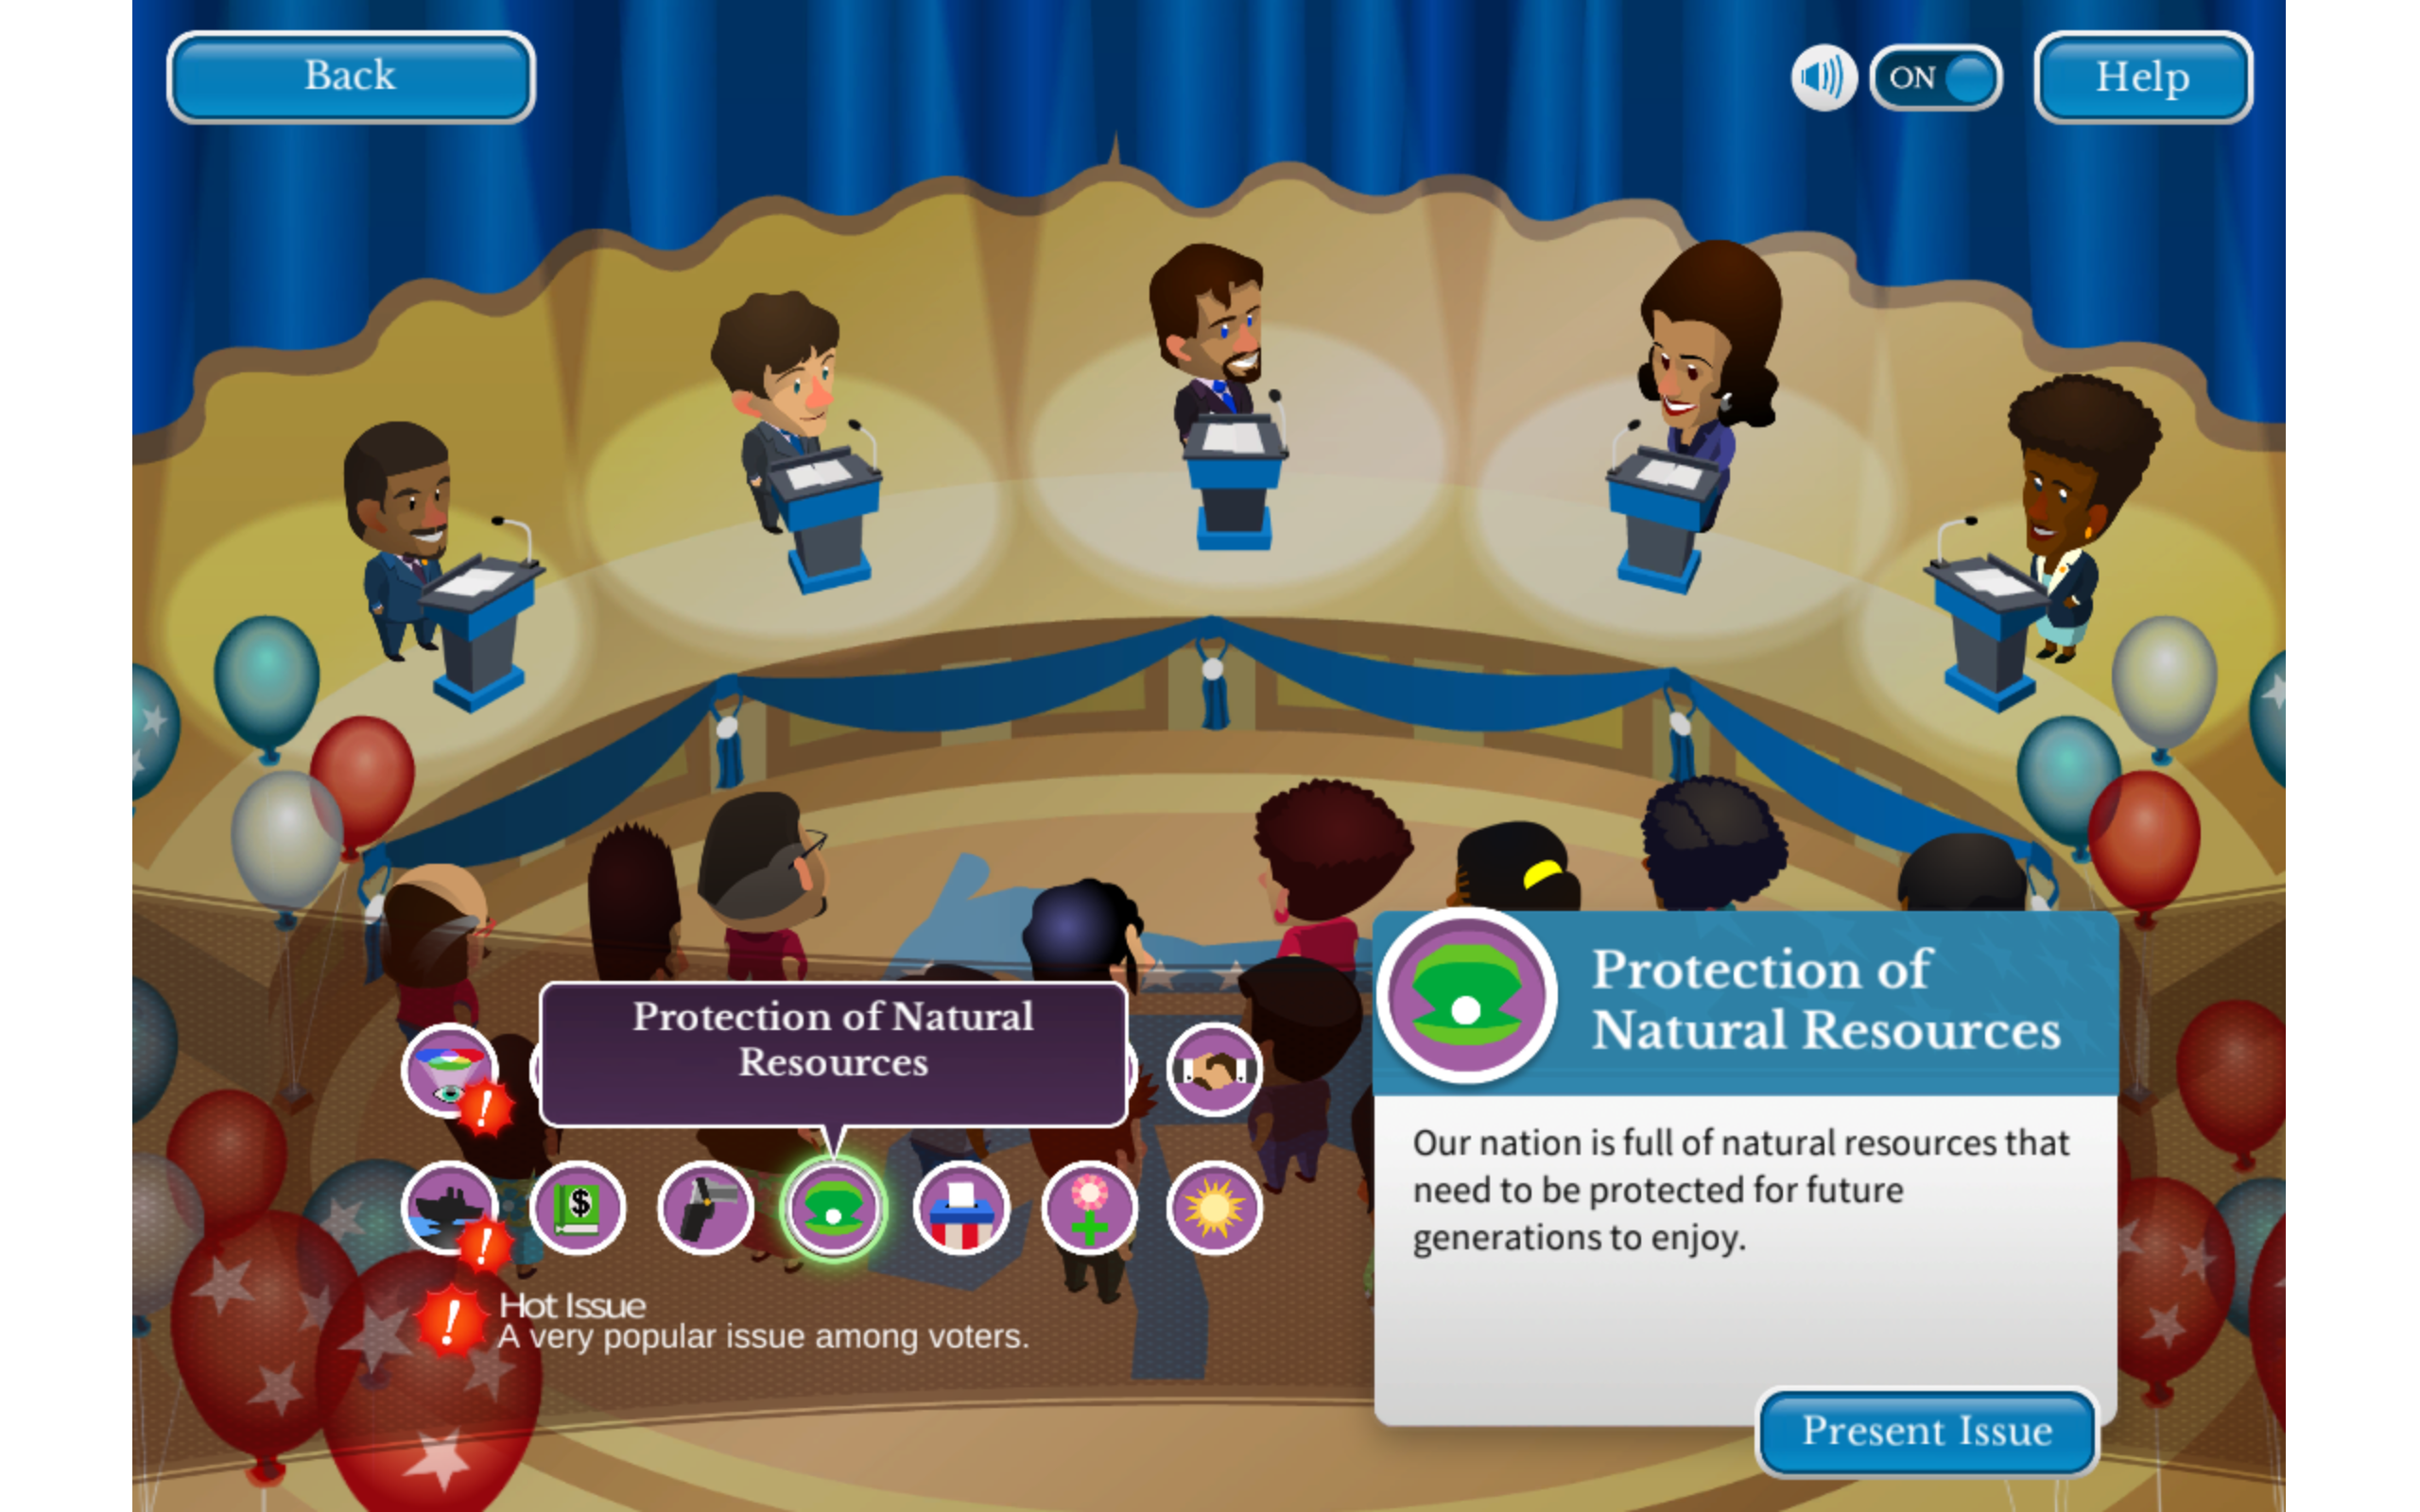 Back
ON
Help
Protection of Natural
Resources
Protection of
Natural Resources
Our nation is full of natural resources that
need to be protected for future
generations to enjoy.
$
!
!
! Hot Issue
A very popular issue among voters.
Present Issue